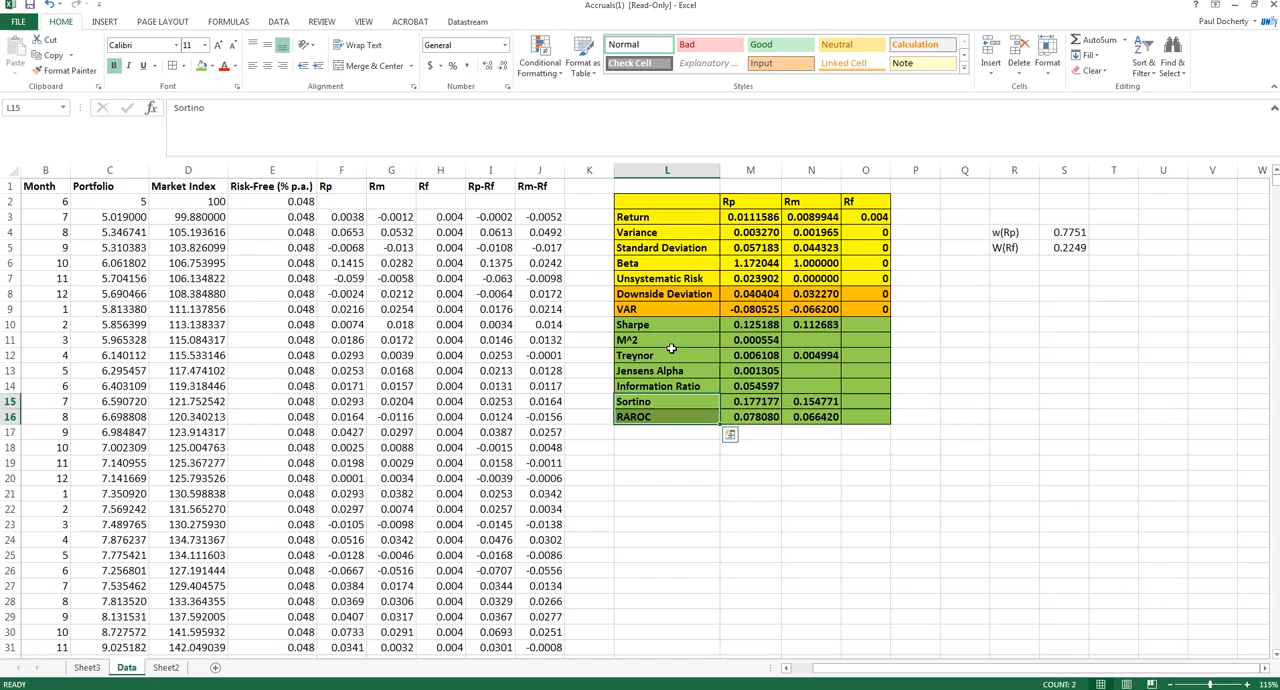 Accruals(1) [Read-Only] - Excel
FILE HOME INSERT PAGE LAYOUT FORMULAS DATA REVIEW VIEW ACROBAT Datastream Paul Docherty
Paste Cut Copy Format Painter Clipboard
Calibri 11 B I U A Font
Wrap Text Merge & Center Alignment
General $ % , Number
Conditional Formatting Format as Table
Normal Bad Good Neutral Calculation
Check Cell Explanatory ... Input Linked Cell Note
Styles
Insert Delete Format Cells
AutoSum Fill Clear Sort & Filter Find & Select Editing
L15 fx Sortino
B C D E F G H I J K L M N O P Q R S T U V W
1 Month Portfolio Market Index Risk-Free (% p.a.) Rp Rm Rf Rp-Rf Rm-Rf
2 6 5 100 0.048 Rp Rm Rf
3 7 5.019000 99.880000 0.048 0.0038 -0.0012 0.004 -0.0002 -0.0052 Return 0.0111586 0.0089944 0.004
4 8 5.346741 105.193616 0.048 0.0653 0.0532 0.004 0.0613 0.0492 Variance 0.003270 0.001965 0 w(Rp) 0.7751
5 9 5.310383 103.826099 0.048 -0.0068 -0.013 0.004 -0.0108 -0.017 Standard Deviation 0.057183 0.044323 0 W(Rf) 0.2249
6 10 6.061802 106.753995 0.048 0.1415 0.0282 0.004 0.1375 0.0242 Beta 1.172044 1.000000 0
7 11 5.704156 106.134822 0.048 -0.059 -0.0058 0.004 -0.063 -0.0098 Unsystematic Risk 0.023902 0.000000 0
8 12 5.690466 108.384880 0.048 -0.0024 0.0212 0.004 -0.0064 0.0172 Downside Deviation 0.040404 0.032270 0
9 1 5.813380 111.137856 0.048 0.0216 0.0254 0.004 0.0176 0.0214 VAR -0.080525 -0.066200 0
10 2 5.856399 113.138337 0.048 0.0074 0.018 0.004 0.0034 0.014 Sharpe 0.125188 0.112683
11 3 5.965328 115.084317 0.048 0.0186 0.0172 0.004 0.0146 0.0132 M^2 0.000554
12 4 6.140112 115.533146 0.048 0.0293 0.0039 0.004 0.0253 -0.0001 Treynor 0.006108 0.004994
13 5 6.295457 117.474102 0.048 0.0253 0.0168 0.004 0.0213 0.0128 Jensens Alpha 0.001305
14 6 6.403109 119.318446 0.048 0.0171 0.0157 0.004 0.0131 0.0117 Information Ratio 0.054597
15 7 6.590720 121.752542 0.048 0.0293 0.0204 0.004 0.0253 0.0164 Sortino 0.177177 0.154771
16 8 6.698808 120.340213 0.048 0.0164 -0.0116 0.004 0.0124 -0.0156 RAROC 0.078080 0.066420
17 9 6.984847 123.914317 0.048 0.0427 0.0297 0.004 0.0387 0.0257
18 10 7.002309 125.004763 0.048 0.0025 0.0088 0.004 -0.0015 0.0048
19 11 7.140955 125.367277 0.048 0.0198 0.0029 0.004 0.0158 -0.0011
20 12 7.141669 125.793526 0.048 0.0001 0.0034 0.004 -0.0039 -0.0006
21 1 7.350920 130.598838 0.048 0.0293 0.0382 0.004 0.0253 0.0342
22 2 7.569242 131.565270 0.048 0.0297 0.0074 0.004 0.0257 0.0034
23 3 7.489765 130.275930 0.048 -0.0105 -0.0098 0.004 -0.0145 -0.0138
24 4 7.876237 134.731367 0.048 0.0516 0.0342 0.004 0.0476 0.0302
25 5 7.775421 134.111603 0.048 -0.0128 -0.0046 0.004 -0.0168 -0.0086
26 6 7.256801 127.191444 0.048 -0.0667 -0.0516 0.004 -0.0707 -0.0556
27 7 7.535462 129.404575 0.048 0.0384 0.0174 0.004 0.0344 0.0134
28 8 7.813520 133.364355 0.048 0.0369 0.0306 0.004 0.0329 0.0266
29 9 8.131531 137.592005 0.048 0.0407 0.0317 0.004 0.0367 0.0277
30 10 8.727572 141.595932 0.048 0.0733 0.0291 0.004 0.0693 0.0251
31 11 9.025182 142.049039 0.048 0.0341 0.0032 0.004 0.0301 -0.0008
Sheet3 Data Sheet2
READY COUNT: 2 115%